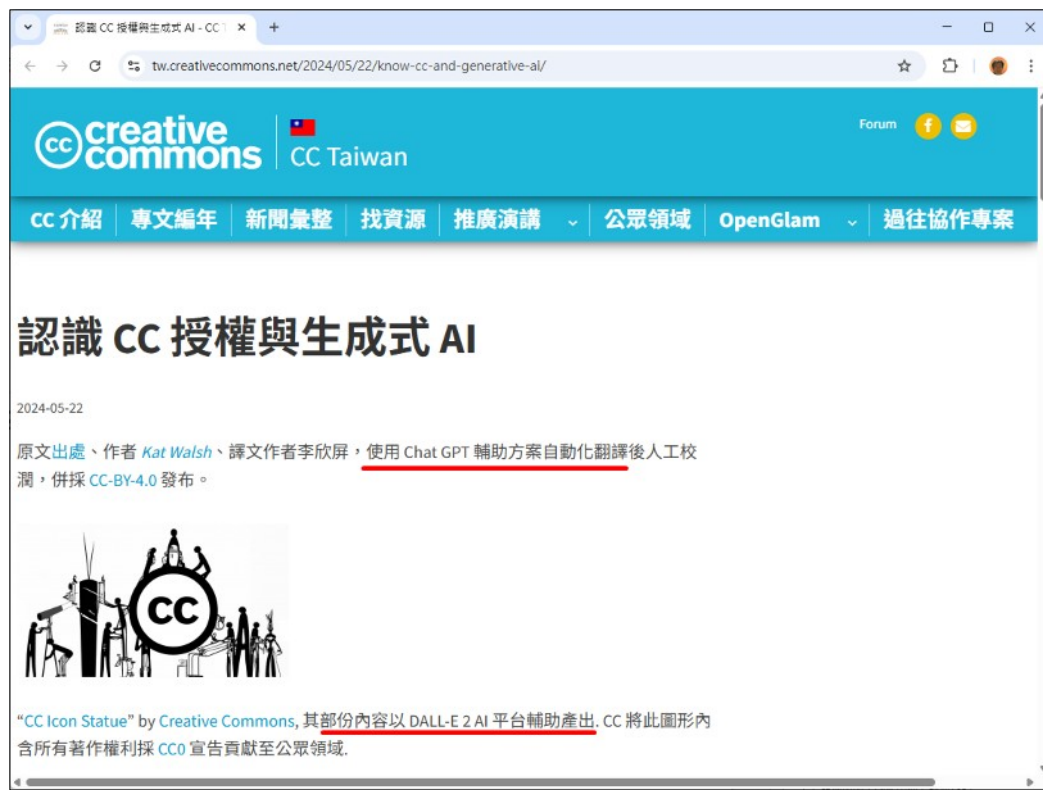 認識 CC 授權與生成式 AI - CC T
tw.creativecommons.net/2024/05/22/know-cc-and-generative-ai/
cc creative commons
CC Taiwan
Forum
CC 介紹 專文編年 新聞彙整 找資源 推廣演講 公眾領域 OpenGlam 過往協作專案
認識 CC 授權與生成式 AI
2024-05-22
原文出處、作者 Kat Walsh、譯文作者李欣屏，使用 Chat GPT 輔助方案自動化翻譯後人工校
潤，併採 CC-BY-4.0 發布。
CC
“CC Icon Statue” by Creative Commons, 其部份內容以 DALL-E 2 AI 平台輔助產出. CC 將此圖形內
含所有著作權利採 CC0 宣告貢獻至公眾領域.